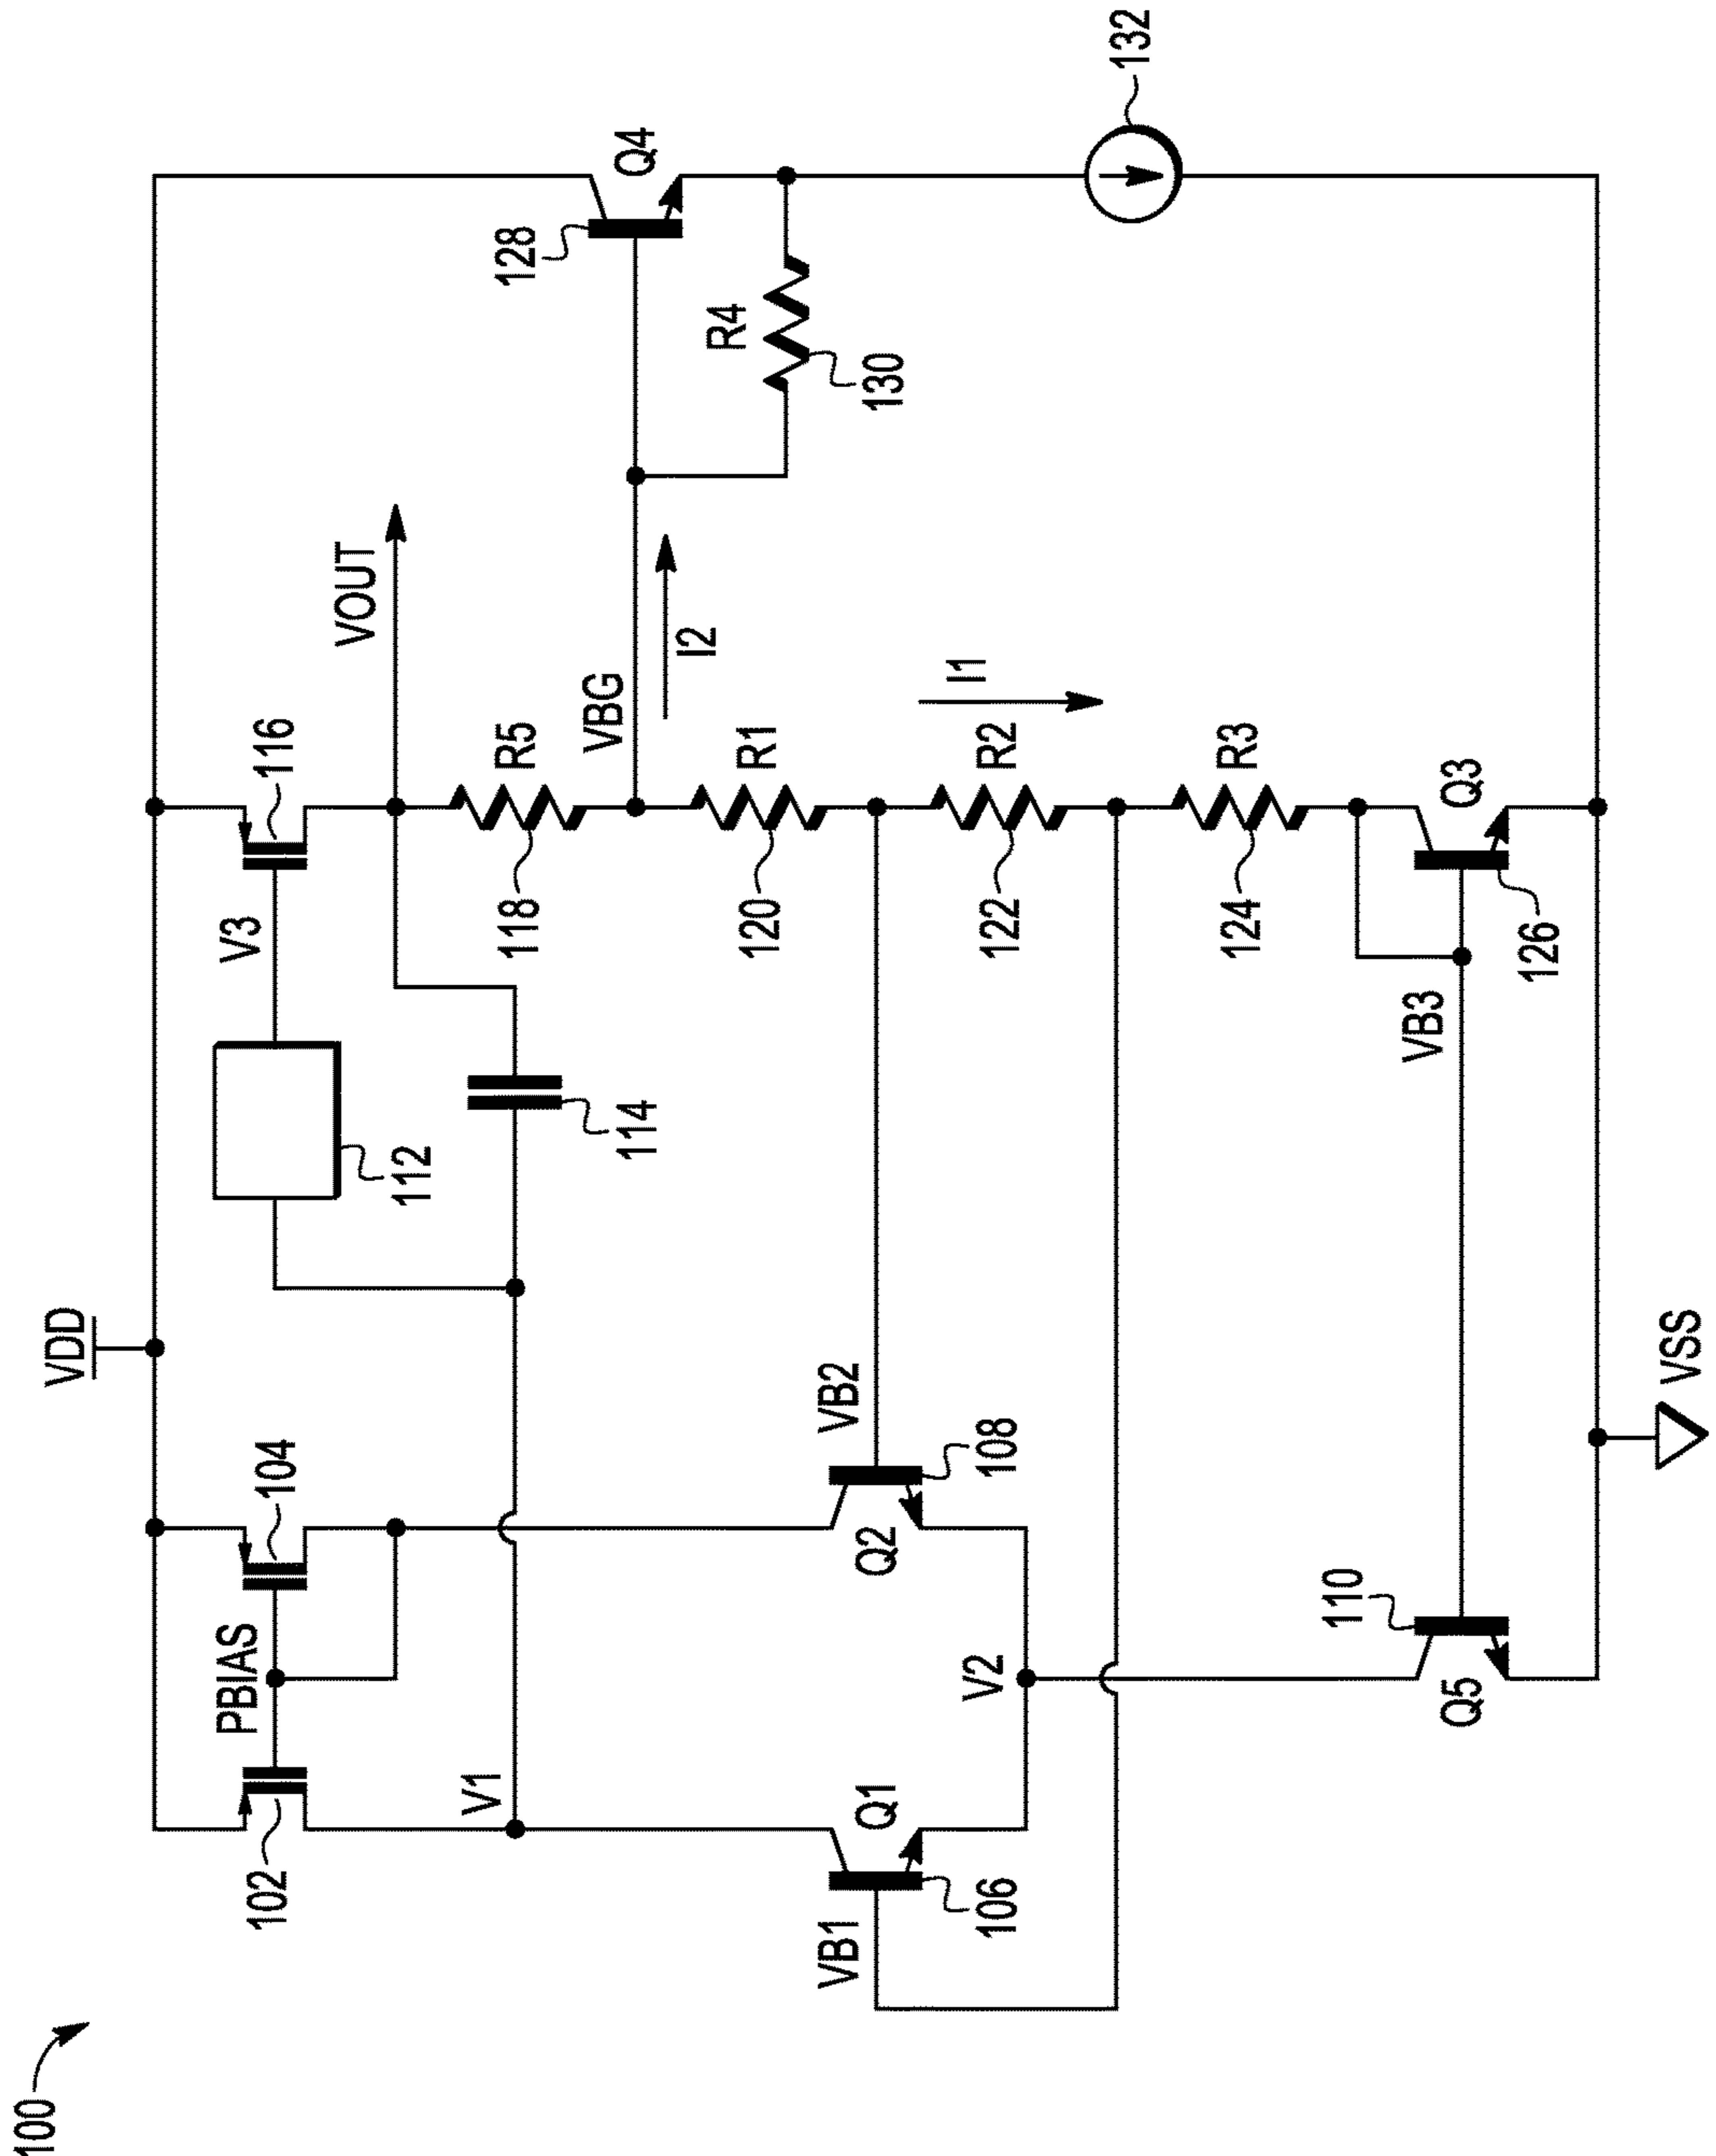 100
VDD
102
PBIAS
104
112
V3
116
V1
114
VOUT
118
R5
VBG
I2
128
Q4
R4
130
VB1
Q1
106
Q2
VB2
108
120
R1
122
R2
I1
132
V2
124
R3
Q5
110
VB3
126
Q3
VSS